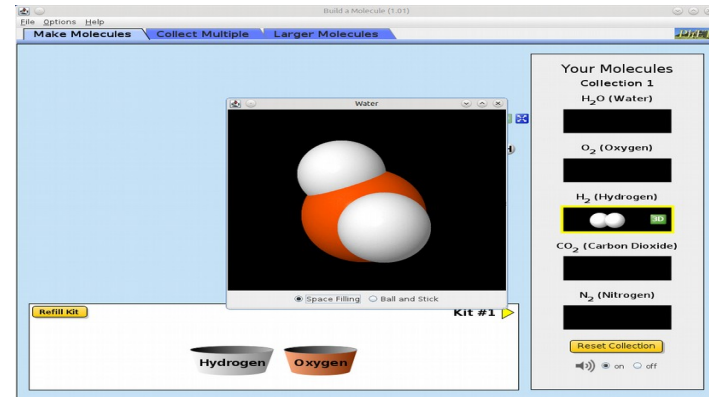 Build a Molecule (1.01)
File Options Help
Make Molecules Collect Multiple Larger Molecules
Your Molecules
Collection 1
H₂O (Water)
Water
O₂ (Oxygen)
H₂ (Hydrogen)
3D
CO₂ (Carbon Dioxide)
Space Filling Ball and Stick
N₂ (Nitrogen)
Refill Kit
Kit #1
Hydrogen Oxygen
Reset Collection
on off